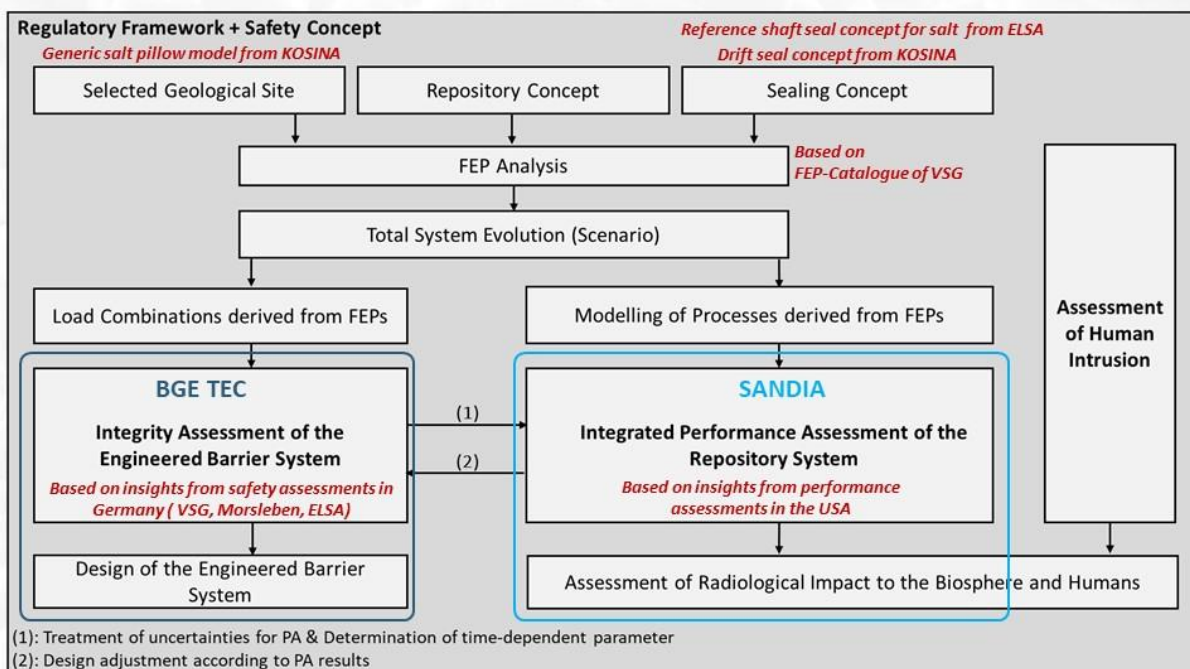 Regulatory Framework + Safety Concept
Generic salt pillow model from KOSINA
Reference shaft seal concept for salt from ELSA
Drift seal concept from KOSINA
Selected Geological Site
Repository Concept
Sealing Concept
FEP Analysis
Based on
FEP-Catalogue of VSG
Total System Evolution (Scenario)
Load Combinations derived from FEPs
Modelling of Processes derived from FEPs
Assessment
of Human
Intrusion
BGE TEC
Integrity Assessment of the
Engineered Barrier System
Based on insights from safety assessments in
Germany ( VSG, Morsleben, ELSA)
(1)
(2)
SANDIA
Integrated Performance Assessment of the
Repository System
Based on insights from performance
assessments in the USA
Design of the Engineered Barrier
System
Assessment of Radiological Impact to the Biosphere and Humans
(1): Treatment of uncertainties for PA & Determination of time-dependent parameter
(2): Design adjustment according to PA results